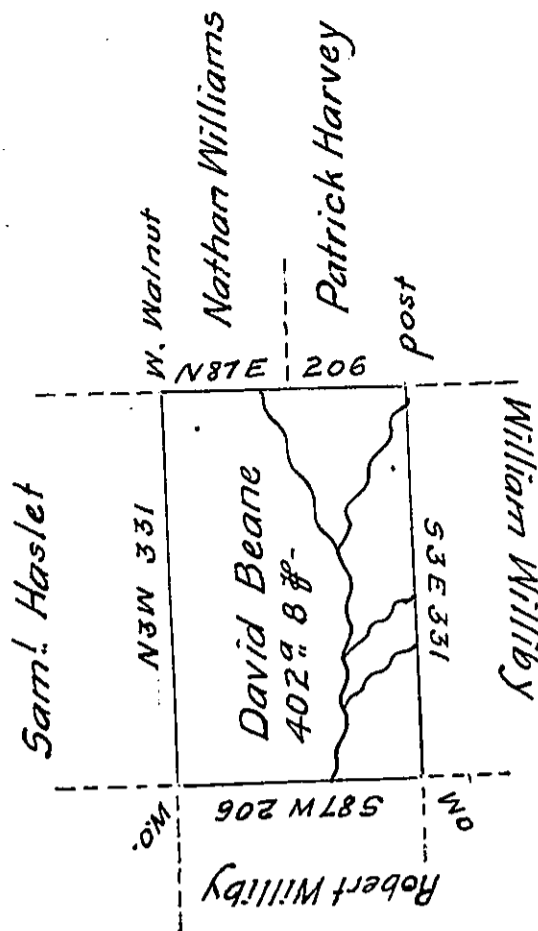 Sam! Haslet
W. Walnut
Nathan Williams
Patrick Harvey
N87E 206
post
N3W 331
David Beane
402a 8
S3E 331
William Williby
W.O.
S87W 206
Robert Williby